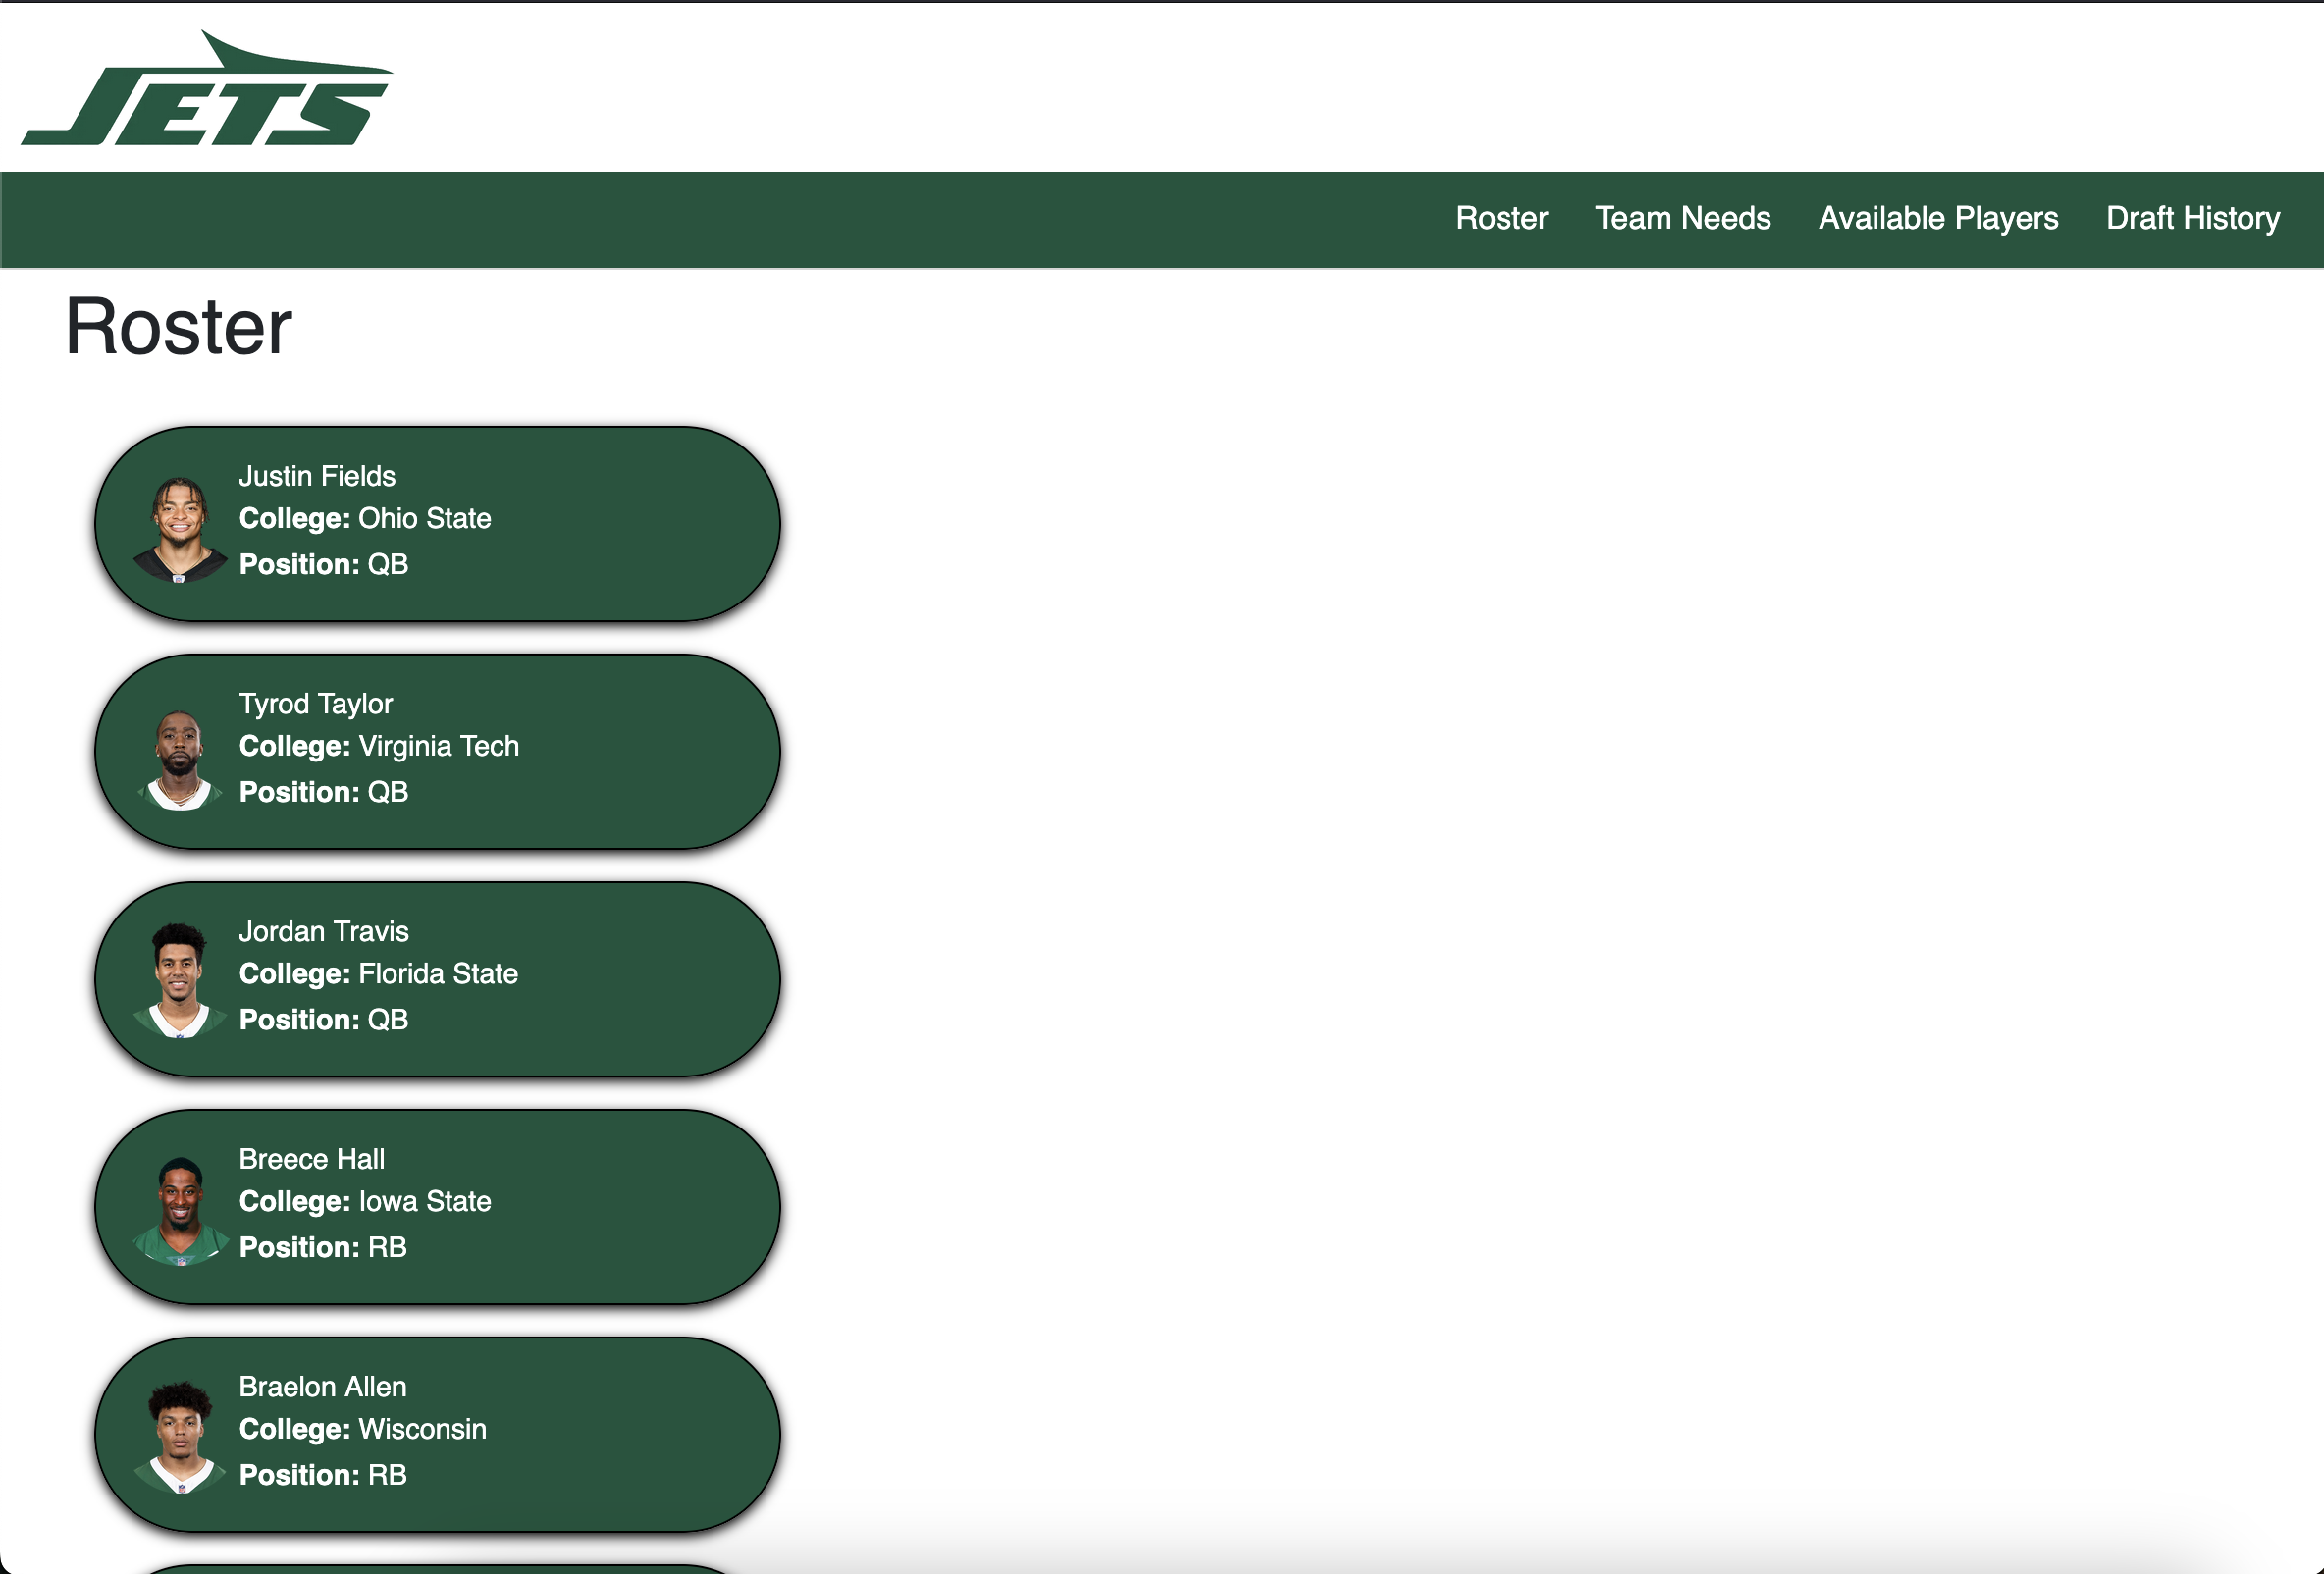 JETS
Roster Team Needs Available Players Draft History
Roster
Justin Fields
College: Ohio State
Position: QB
Tyrod Taylor
College: Virginia Tech
Position: QB
Jordan Travis
College: Florida State
Position: QB
Breece Hall
College: Iowa State
Position: RB
Braelon Allen
College: Wisconsin
Position: RB